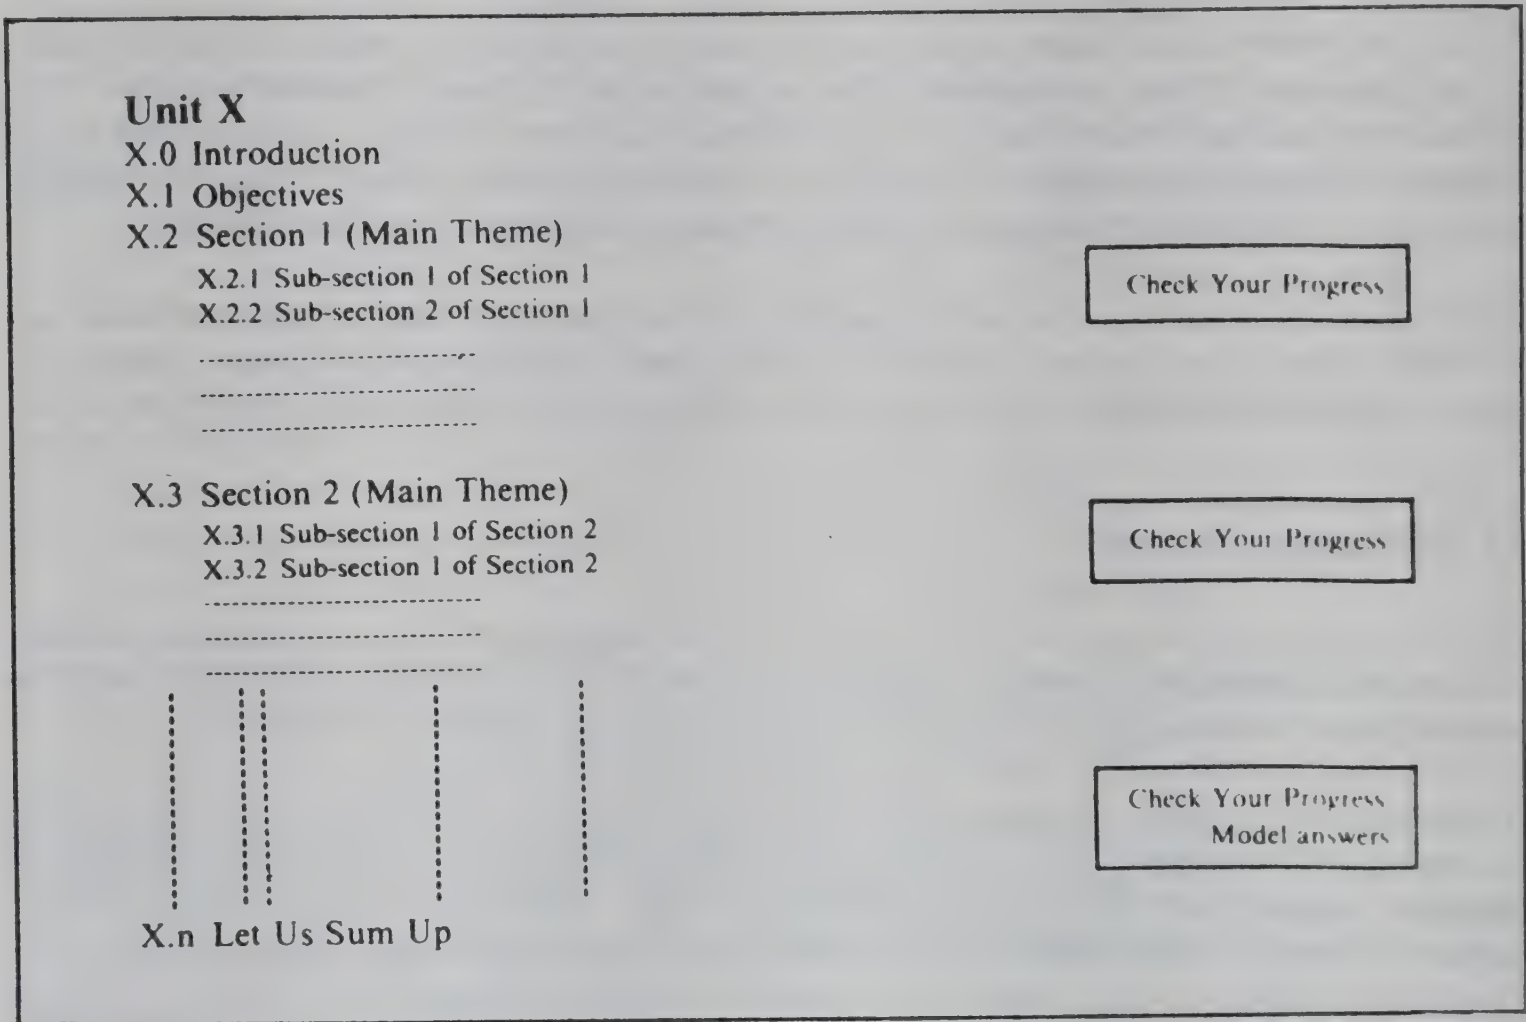 Unit X
X.0 Introduction
X.1 Objectives
X.2 Section 1 (Main Theme)
X.2.1 Sub-section 1 of Section 1
X.2.2 Sub-section 2 of Section 1
Check Your Progress
X.3 Section 2 (Main Theme)
X.3.1 Sub-section 1 of Section 2
X.3.2 Sub-section 1 of Section 2
Check Your Progress
Check Your Progress
Model answers
X.n Let Us Sum Up